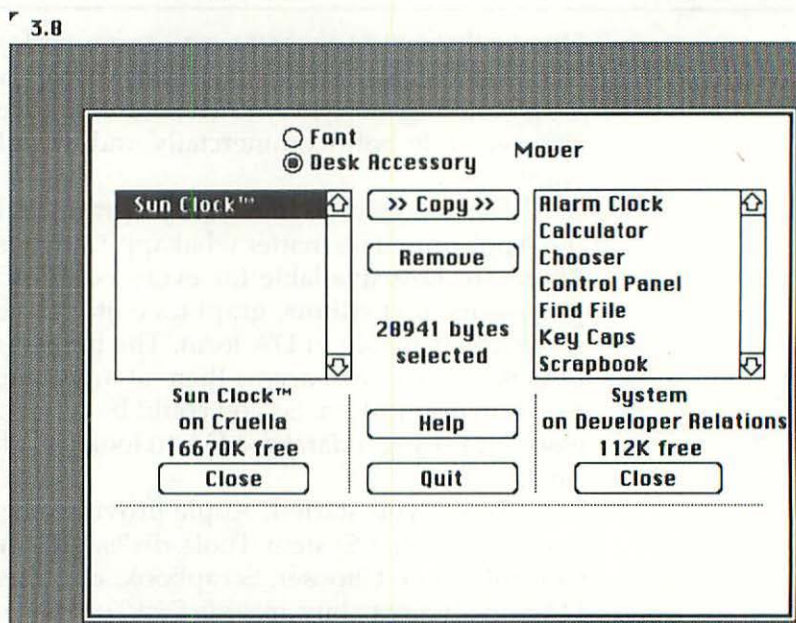 3.8
Font
Desk Accessory
Mover
Sun Clock™
>> Copy >>
Remove
28941 bytes
selected
Alarm Clock
Calculator
Chooser
Control Panel
Find File
Key Caps
Scrapbook
Sun Clock™
on Cruella
16670K free
Close
Help
Quit
System
on Developer Relations
112K free
Close